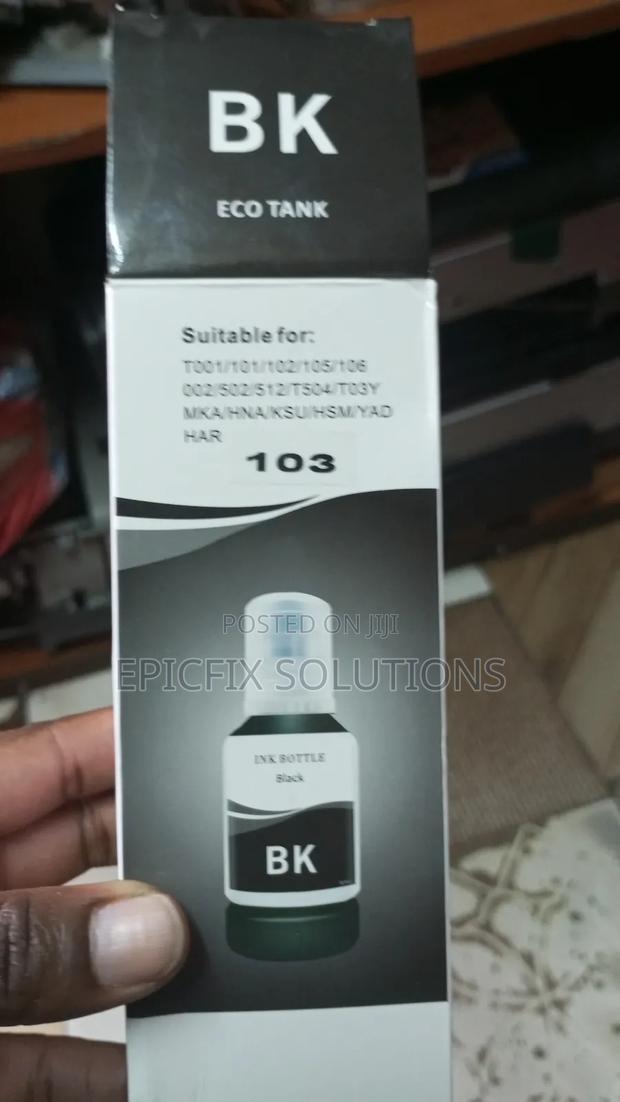 BK
ECO TANK
Suitable for:
T001/101/102/105/106
002/502/512/T504/T03Y
MKA/HNA/KSU/HSM/YAD
HAR
103
POSTED ON JIJI
EPICFIX SOLUTIONS
INK BOTTLE
Black
BK